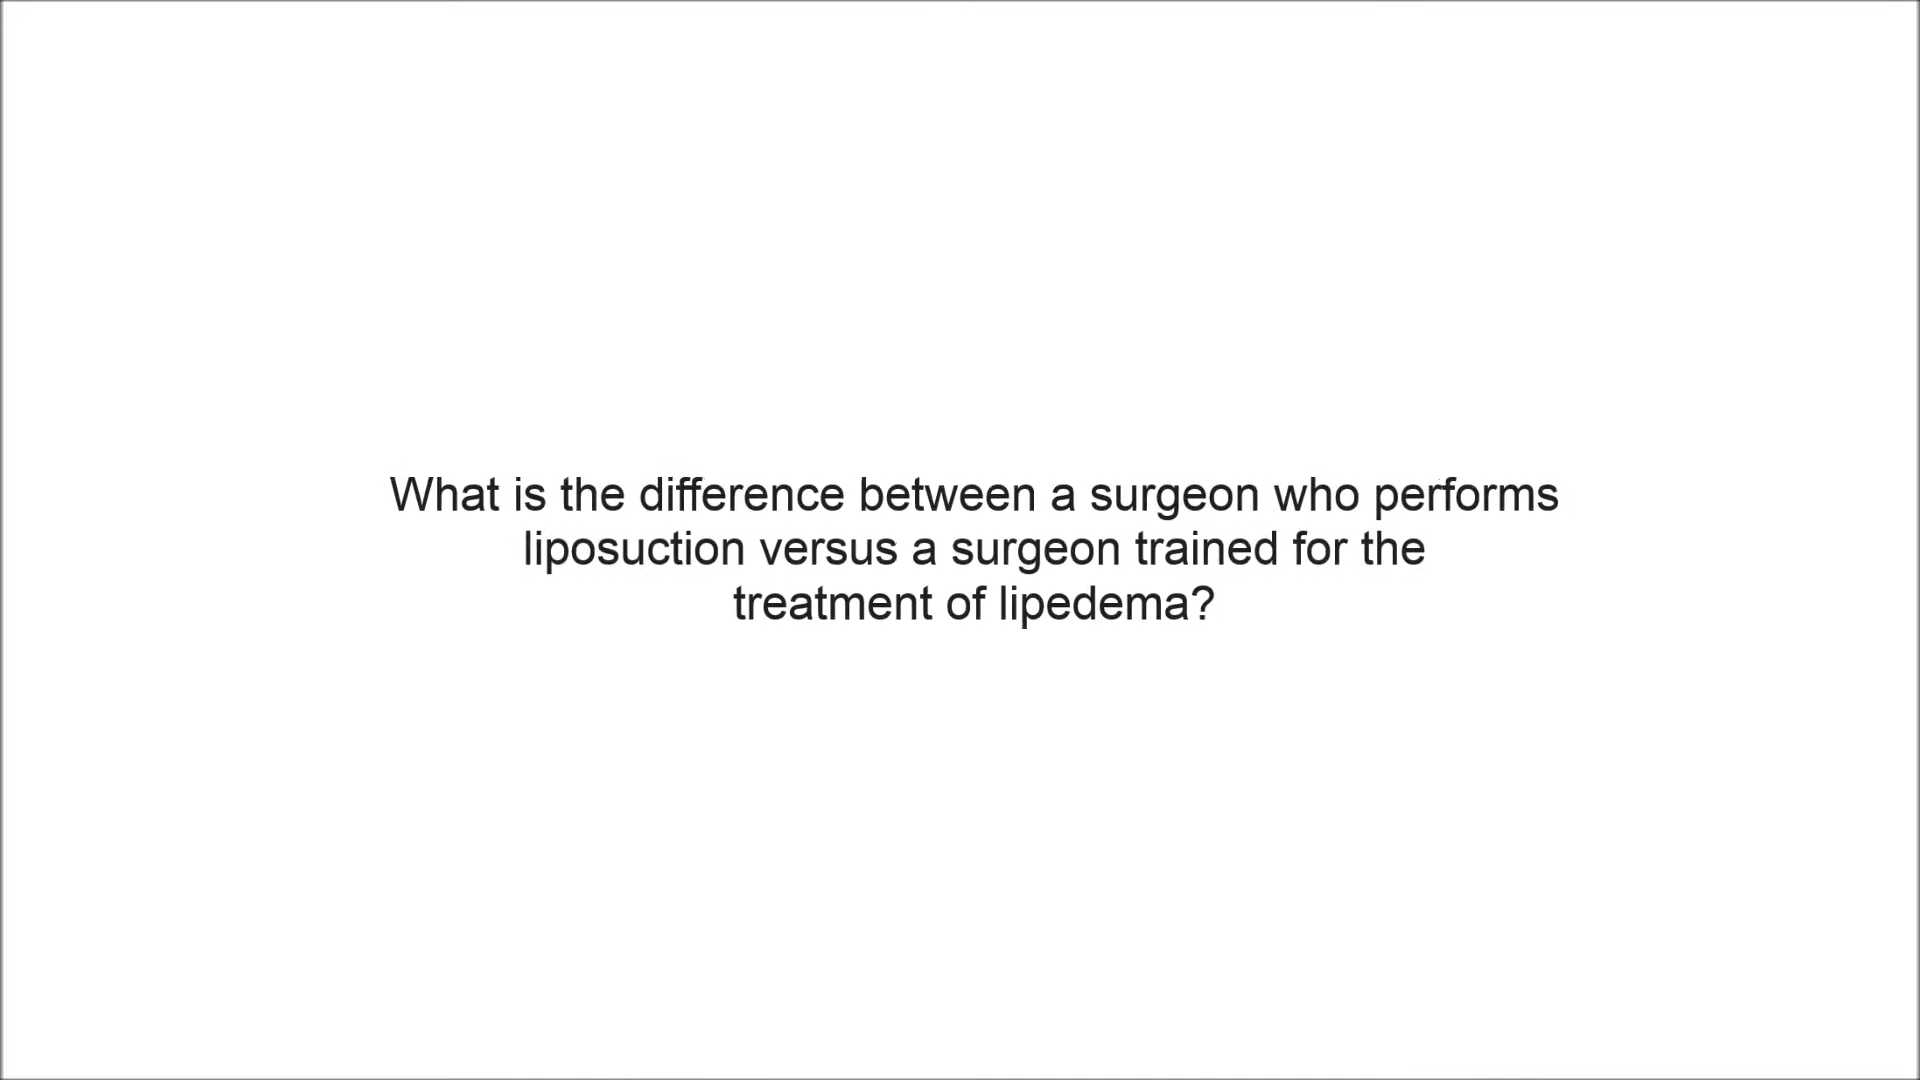 What is the difference between a surgeon who performs
liposuction versus a surgeon trained for the
treatment of lipedema?